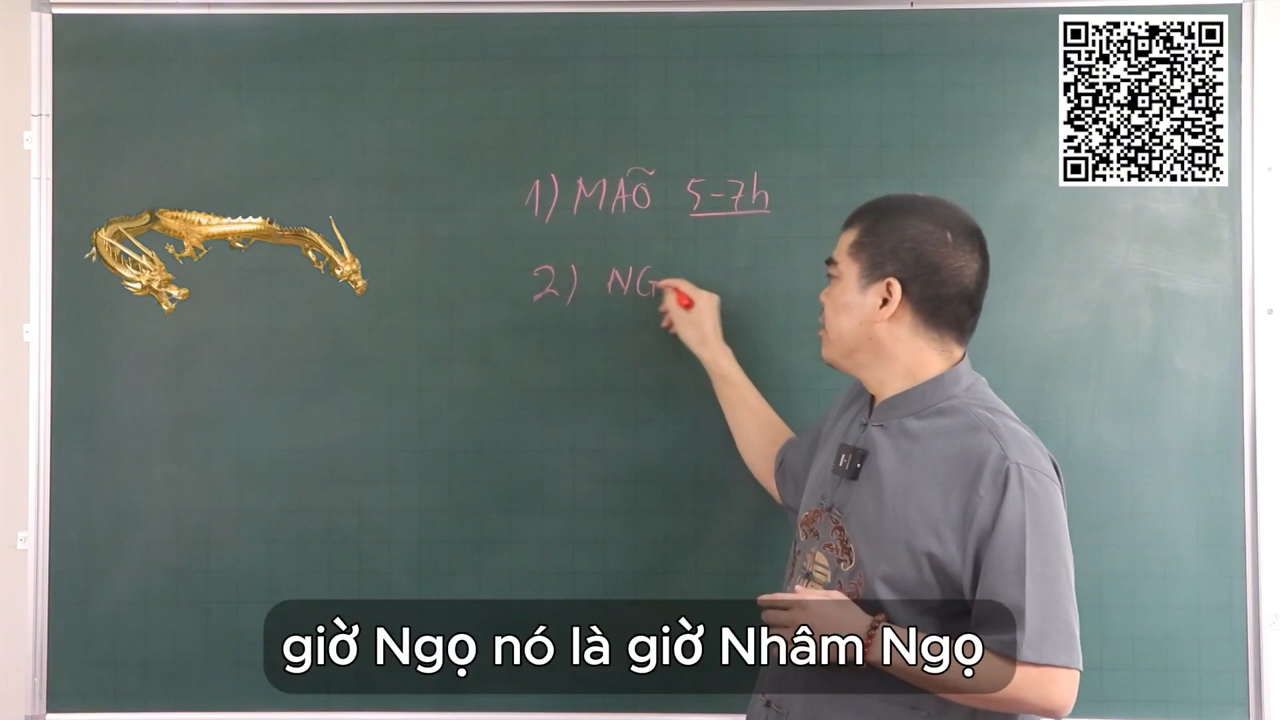 1) MÃO 5-7h
2) NG
giờ Ngọ nó là giờ Nhâm Ngọ